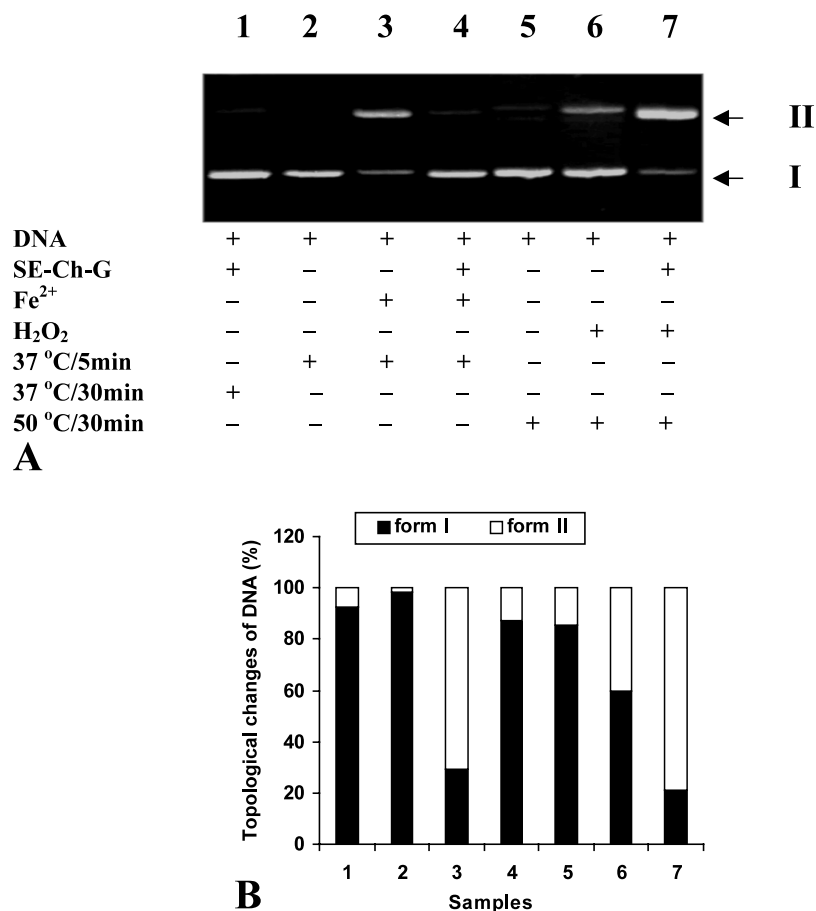 1 2 3 4 5 6 7
II
I
DNA + + + + + + +
SE-Ch-G + – – + – – +
Fe²⁺ – – + + – – –
H₂O₂ – – – – – + +
37 °C/5min – + + + – – –
37 °C/30min + – – – – – –
50 °C/30min – – – – + + +
A
form I form II
Topological changes of DNA (%)
120
100
80
60
40
20
0
1 2 3 4 5 6 7
Samples
B